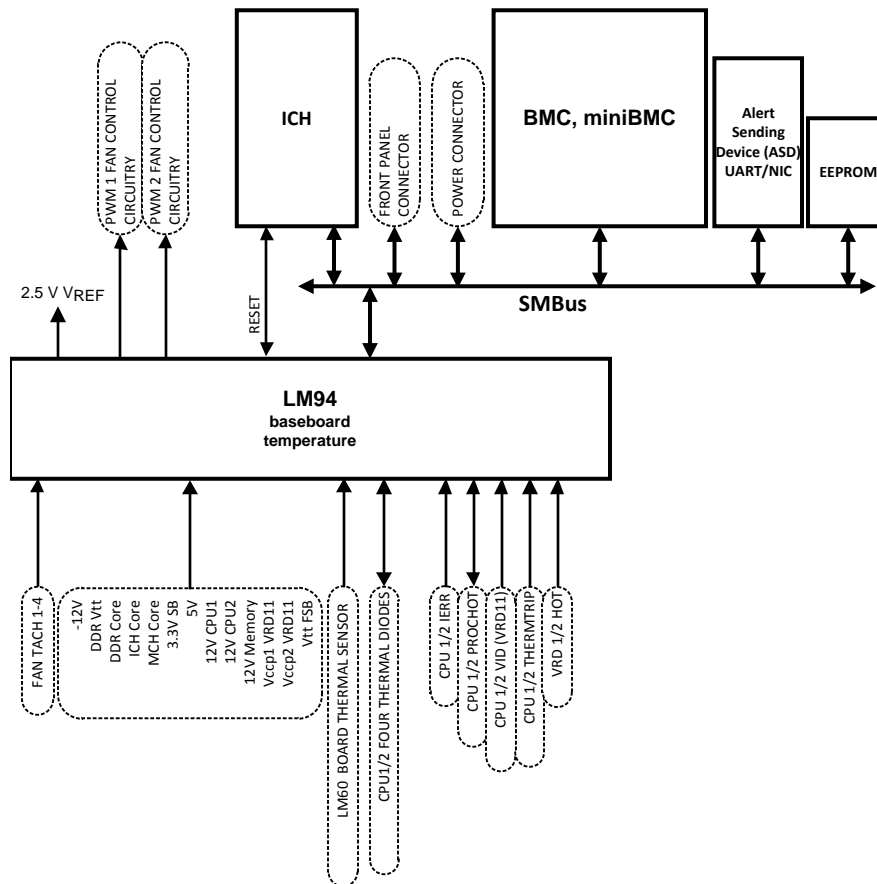 PWM 1 FAN CONTROL
CIRCUITRY
PWM 2 FAN CONTROL
CIRCUITRY
ICH
FRONT PANEL
CONNECTOR
POWER CONNECTOR
BMC, miniBMC
Alert
Sending
Device (ASD)
UART/NIC
EEPROM
2.5 V VREF
RESET
SMBus
LM94
baseboard
temperature
FAN TACH 1-4
-12V
DDR Vtt
DDR Core
ICH Core
MCH Core
3.3V SB
5V
12V CPU1
12V CPU2
12V Memory
Vccp1 VRD11
Vccp2 VRD11
Vtt FSB
LM60 BOARD THERMAL SENSOR
CPU1/2 FOUR THERMAL DIODES
CPU 1/2 IERR
CPU 1/2 PROCHOT
CPU 1/2 VID (VRD11)
CPU 1/2 THERMTRIP
VRD 1/2 HOT